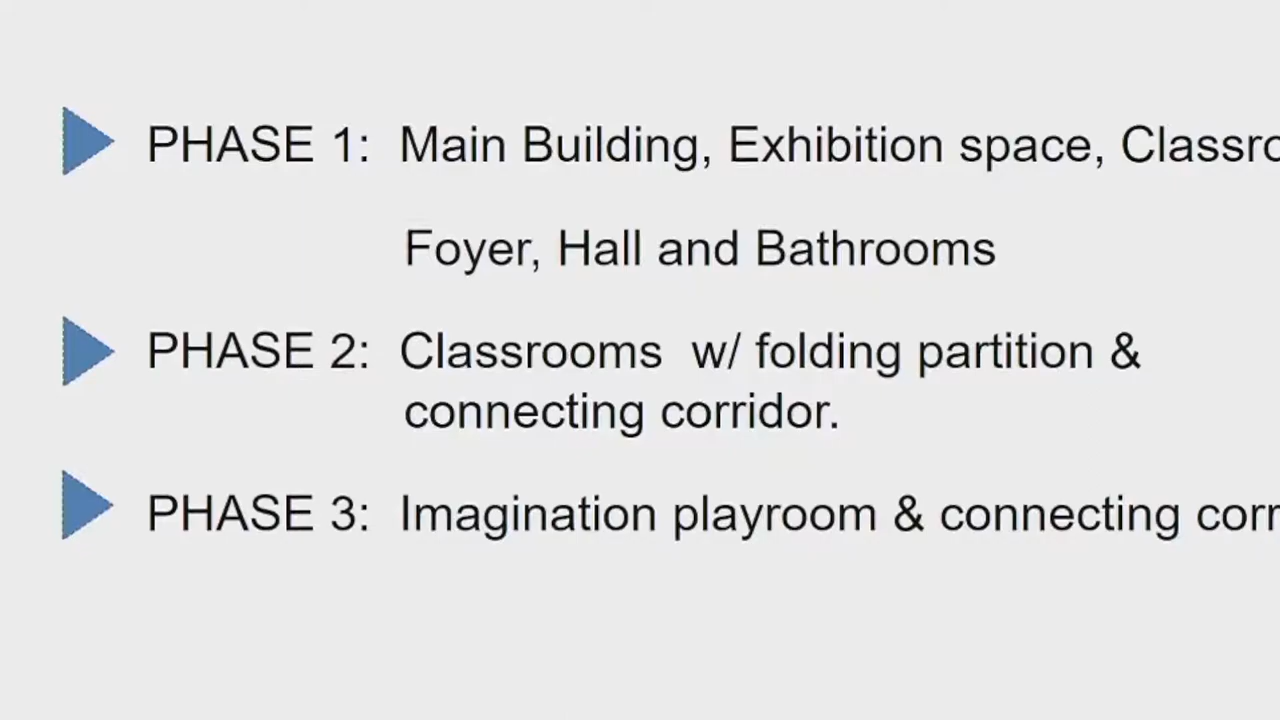 PHASE 1: Main Building, Exhibition space,
Foyer, Hall and Bathrooms
PHASE 2: Classrooms w/ folding partition &
connecting corridor.
PHASE 3: Imagination playroom & connecting